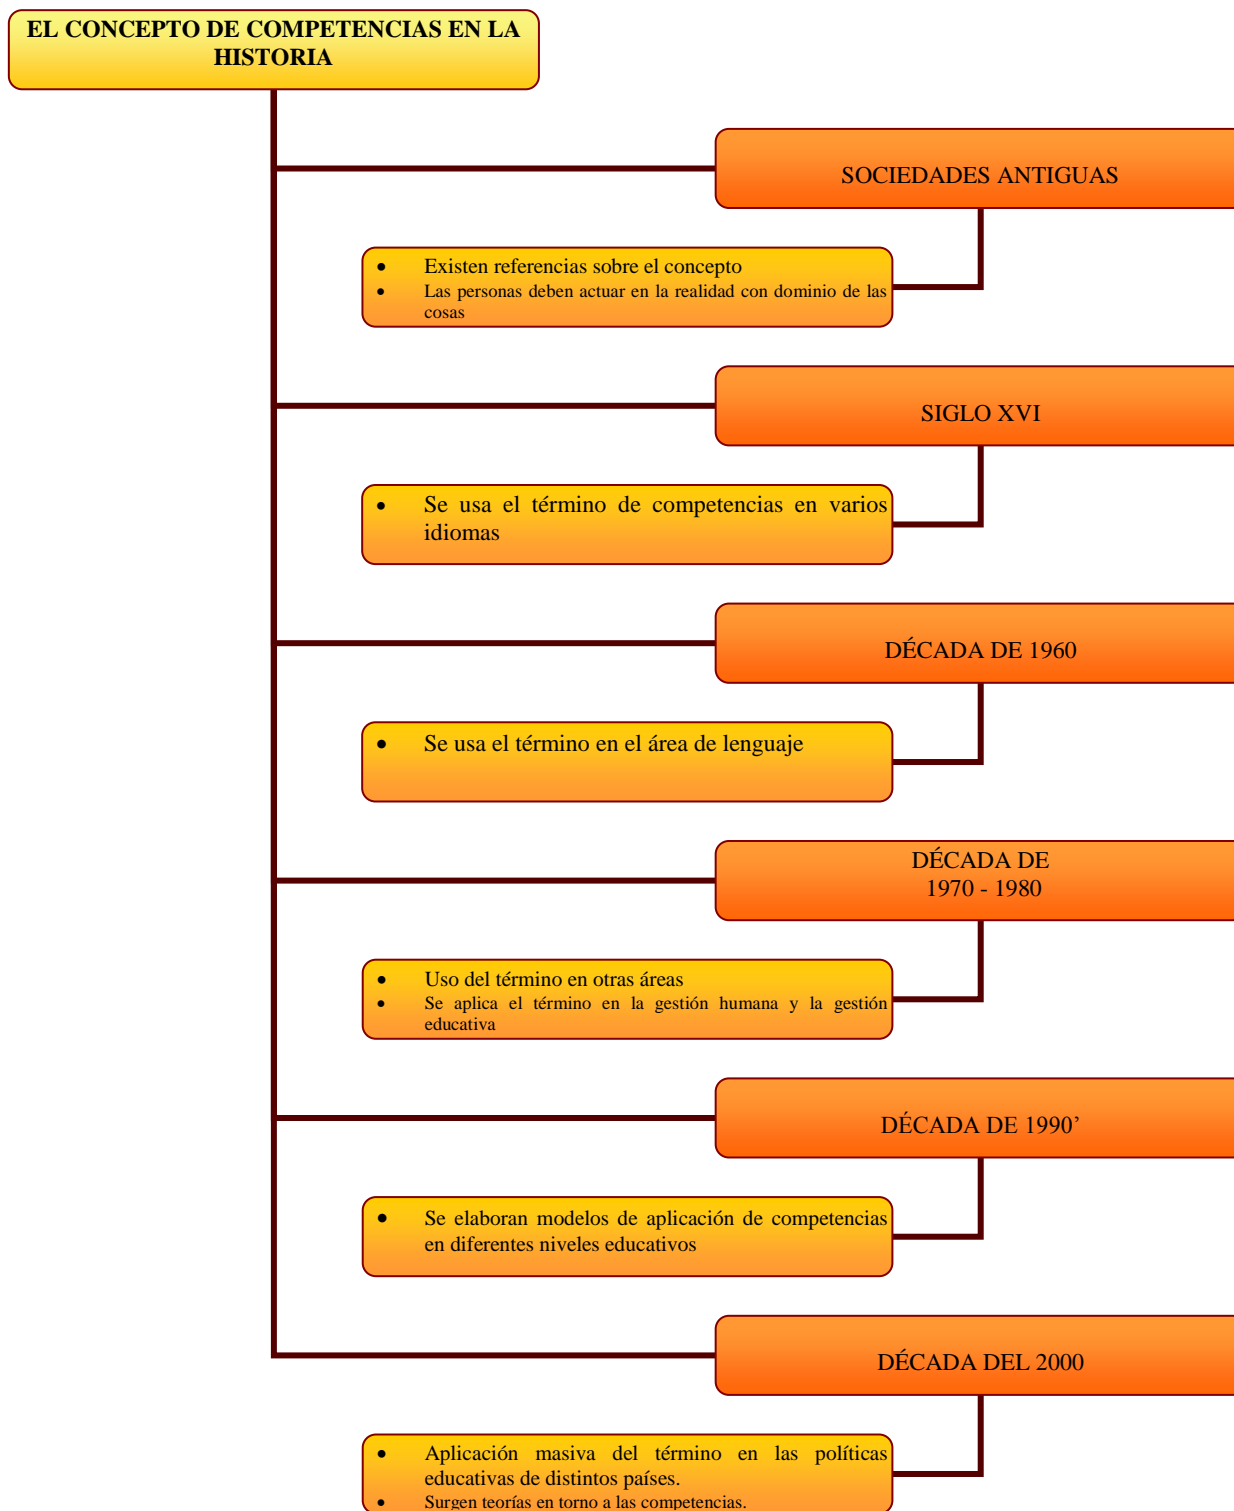 EL CONCEPTO DE COMPETENCIAS EN LA
HISTORIA
SOCIEDADES ANTIGUAS
• Existen referencias sobre el concepto
• Las personas deben actuar en la realidad con dominio de las
cosas
SIGLO XVI
• Se usa el término de competencias en varios
idiomas
DÉCADA DE 1960
• Se usa el término en el área de lenguaje
DÉCADA DE
1970 - 1980
• Uso del término en otras áreas
• Se aplica el término en la gestión humana y la gestión
educativa
DÉCADA DE 1990’
• Se elaboran modelos de aplicación de competencias
en diferentes niveles educativos
DÉCADA DEL 2000
• Aplicación masiva del término en las políticas
educativas de distintos países.
• Surgen teorías en torno a las competencias.